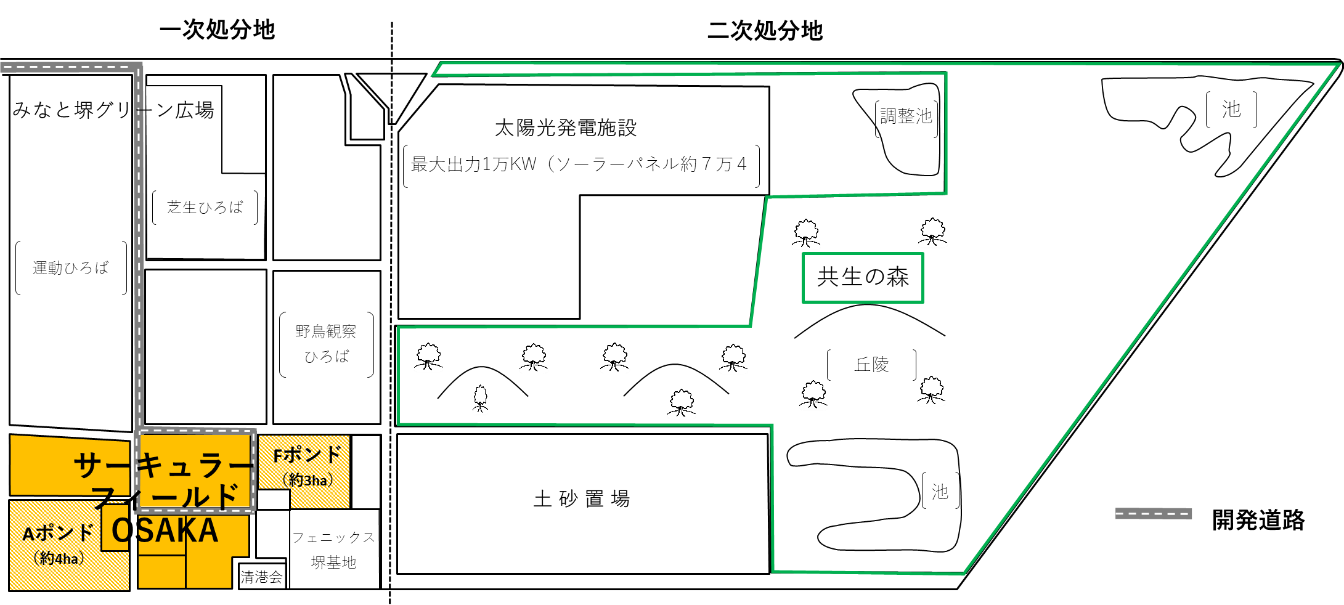 一次処分地
二次処分地
みなと堺グリーン広場
芝生ひろば
運動ひろば
野鳥観察
ひろば
太陽光発電施設
最大出力1万KW（ソーラーパネル約７万４
調整池
池
共生の森
丘陵
池
土砂置場
サーキュラー
フィールド
OSAKA
Fポンド
（約3ha）
Aポンド
（約4ha）
フェニックス
堺基地
清港会
開発道路